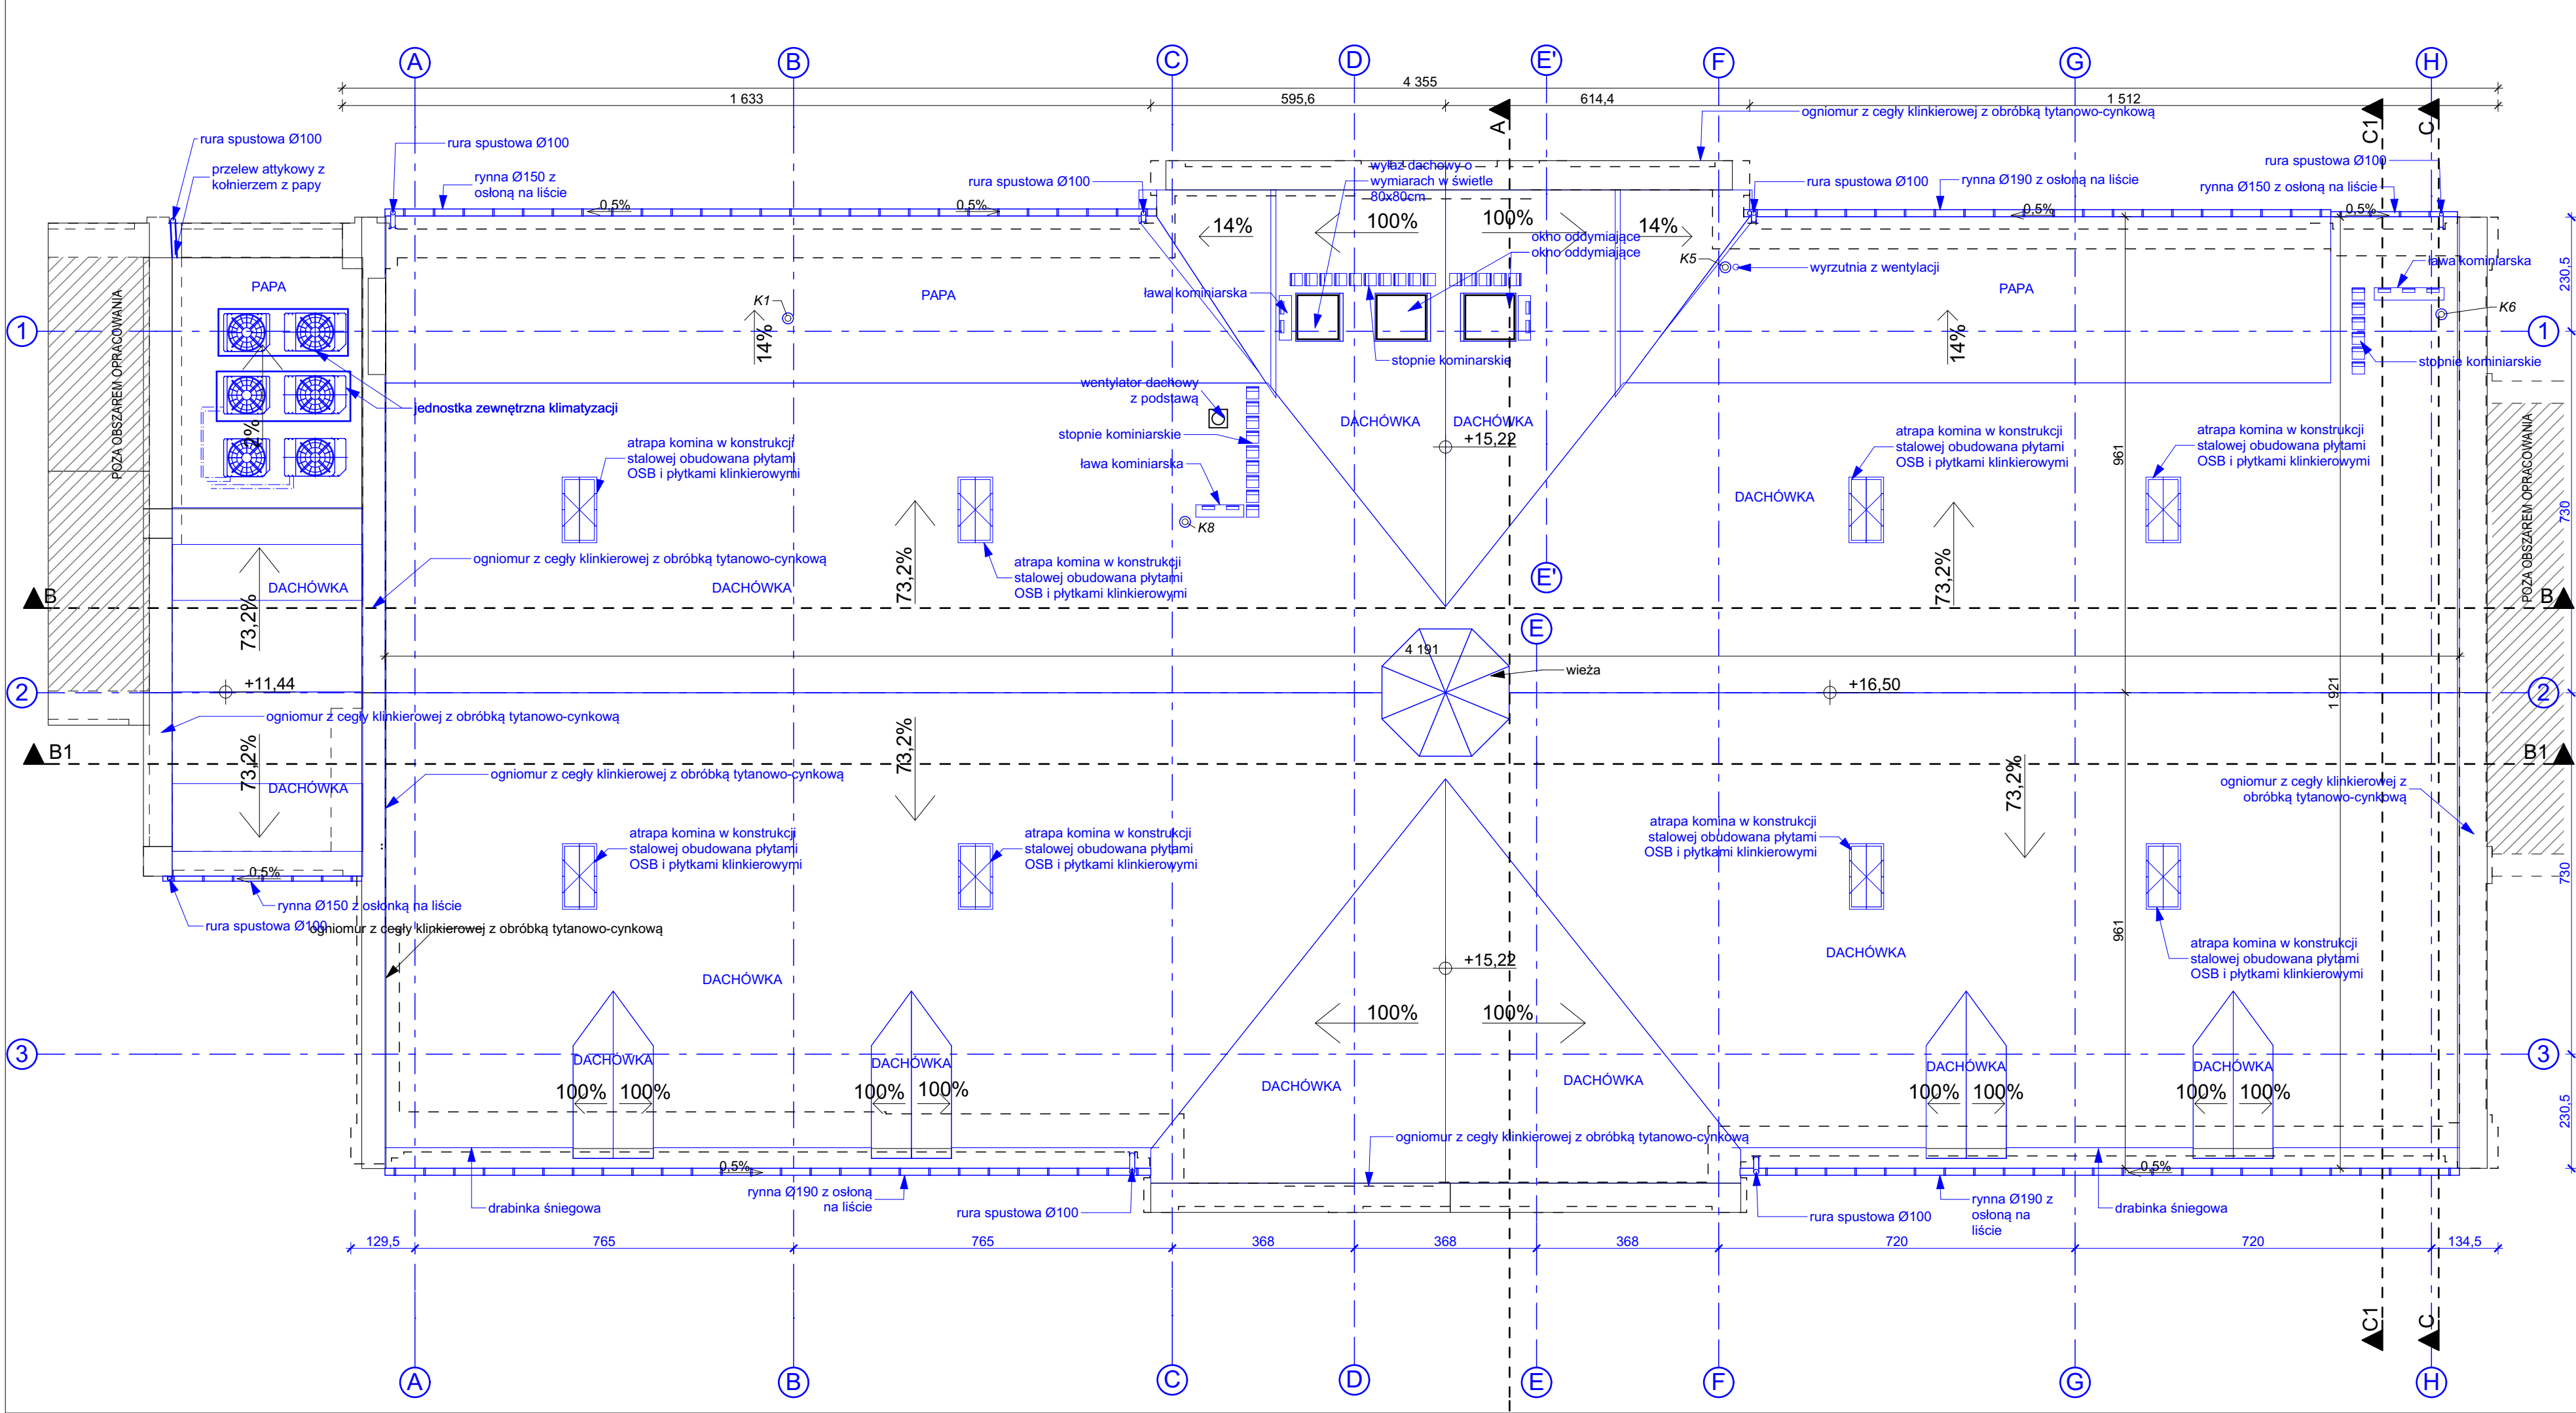 A
B
C
D
E'
F
G
H
4 355
1 633
595,6
614,4
1 512
ogniomur z cegły klinkierowej z obróbką tytanowo-cynkową
A
C1
C
rura spustowa Ø100
przelew attykowy z
kołnierzem z papy
rura spustowa Ø100
rynna Ø150 z
osłoną na liście
0,5%
0,5%
rura spustowa Ø100
wyłaz dachowy o
wymiarach w świetle
80x80cm
rura spustowa Ø100
rynna Ø190 z osłoną na liście
0,5%
rura spustowa Ø100
rynna Ø150 z osłoną na liście
0,5%
14%
100%
100%
14%
okno oddymiające
okno oddymiające
K5
wyrzutnia z wentylacji
ława kominiarska
230,5
POZA OBSZAREM OPRACOWANIA
PAPA
K1
14%
PAPA
ława kominiarska
PAPA
14%
K6
1
1
stopnie kominarskie
stopnie kominiarskie
jednostka zewnętrzna klimatyzacji
2%
wentylator dachowy
z podstawą
stopnie kominiarskie
ława kominiarska
K8
DACHÓWKA
DACHÓWKA
+15,22
atrapa komina w konstrukcji
stalowej obudowana płytami
OSB i płytkami klinkierowymi
atrapa komina w konstrukcji
stalowej obudowana płytami
OSB i płytkami klinkierowymi
atrapa komina w konstrukcji
stalowej obudowana płytami
OSB i płytkami klinkierowymi
961
DACHÓWKA
730
POZA OBSZAREM OPRACOWANIA
ogniomur z cegły klinkierowej z obróbką tytanowo-cynkową
atrapa komina w konstrukcji
stalowej obudowana płytami
OSB i płytkami klinkierowymi
DACHÓWKA
DACHÓWKA
73,2%
73,2%
73,2%
E'
B
B
E
4 191
wieża
2
+11,44
+16,50
1 921
2
ogniomur z cegły klinkierowej z obróbką tytanowo-cynkową
B1
73,2%
73,2%
73,2%
B1
DACHÓWKA
ogniomur z cegły klinkierowej z obróbką tytanowo-cynkową
ogniomur z cegły klinkierowej z
obróbką tytanowo-cynkową
atrapa komina w konstrukcji
stalowej obudowana płytami
OSB i płytkami klinkierowymi
atrapa komina w konstrukcji
stalowej obudowana płytami
OSB i płytkami klinkierowymi
atrapa komina w konstrukcji
stalowej obudowana płytami
OSB i płytkami klinkierowymi
730
0,5%
rynna Ø150 z osłonką na liście
rura spustowa Ø100
ogniomur z cegły klinkierowej z obróbką tytanowo-cynkową
961
atrapa komina w konstrukcji
stalowej obudowana płytami
OSB i płytkami klinkierowymi
DACHÓWKA
+15,22
DACHÓWKA
100%
100%
3
3
DACHÓWKA
DACHÓWKA
DACHÓWKA
DACHÓWKA
DACHÓWKA
DACHÓWKA
100%
100%
100%
100%
100%
100%
100%
100%
230,5
ogniomur z cegły klinkierowej z obróbką tytanowo-cynkową
0,5%
0,5%
drabinka śniegowa
rynna Ø190 z osłoną
na liście
rura spustowa Ø100
rura spustowa Ø100
rynna Ø190 z
osłoną na
liście
drabinka śniegowa
129,5
765
765
368
368
368
720
720
134,5
C1
C
A
B
C
D
E
F
G
H